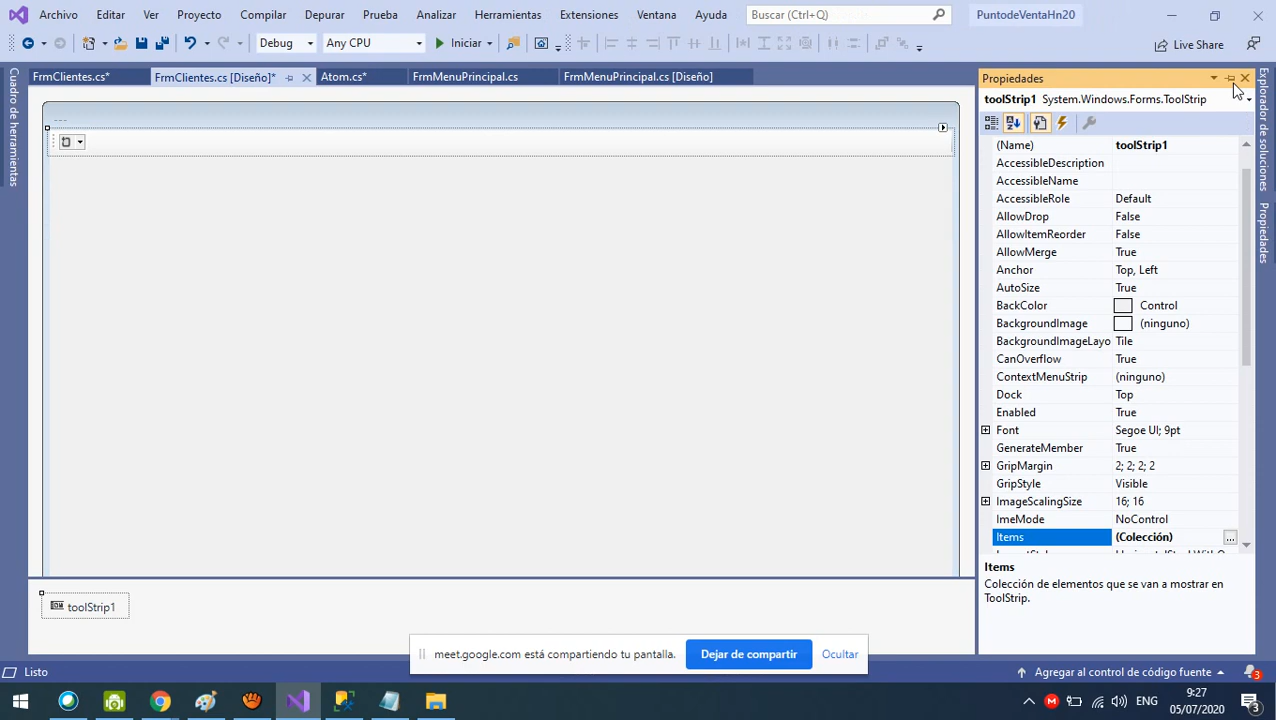 Archivo Editar Ver Proyecto Compilar Depurar Prueba Analizar Herramientas Extensiones Ventana Ayuda Buscar (Ctrl+Q) PuntodeVentaHn20
Debug Any CPU Iniciar Live Share
Cuadro de herramientas
FrmClientes.cs* FrmClientes.cs [Diseño]* Atom.cs* FrmMenuPrincipal.cs FrmMenuPrincipal.cs [Diseño]
Propiedades
toolStrip1 System.Windows.Forms.ToolStrip
(Name) toolStrip1
AccessibleDescription
AccessibleName
AccessibleRole Default
AllowDrop False
AllowItemReorder False
AllowMerge True
Anchor Top, Left
AutoSize True
BackColor Control
BackgroundImage (ninguno)
BackgroundImageLayo Tile
CanOverflow True
ContextMenuStrip (ninguno)
Dock Top
Enabled True
Font Segoe UI; 9pt
GenerateMember True
GripMargin 2; 2; 2; 2
GripStyle Visible
ImageScalingSize 16; 16
ImeMode NoControl
Items (Colección) ...
Items
Colección de elementos que se van a mostrar en
ToolStrip.
Explorador de soluciones
Propiedades
toolStrip1
meet.google.com está compartiendo tu pantalla. Dejar de compartir Ocultar
Listo Agregar al control de código fuente 3
ENG 9:27
05/07/2020 3